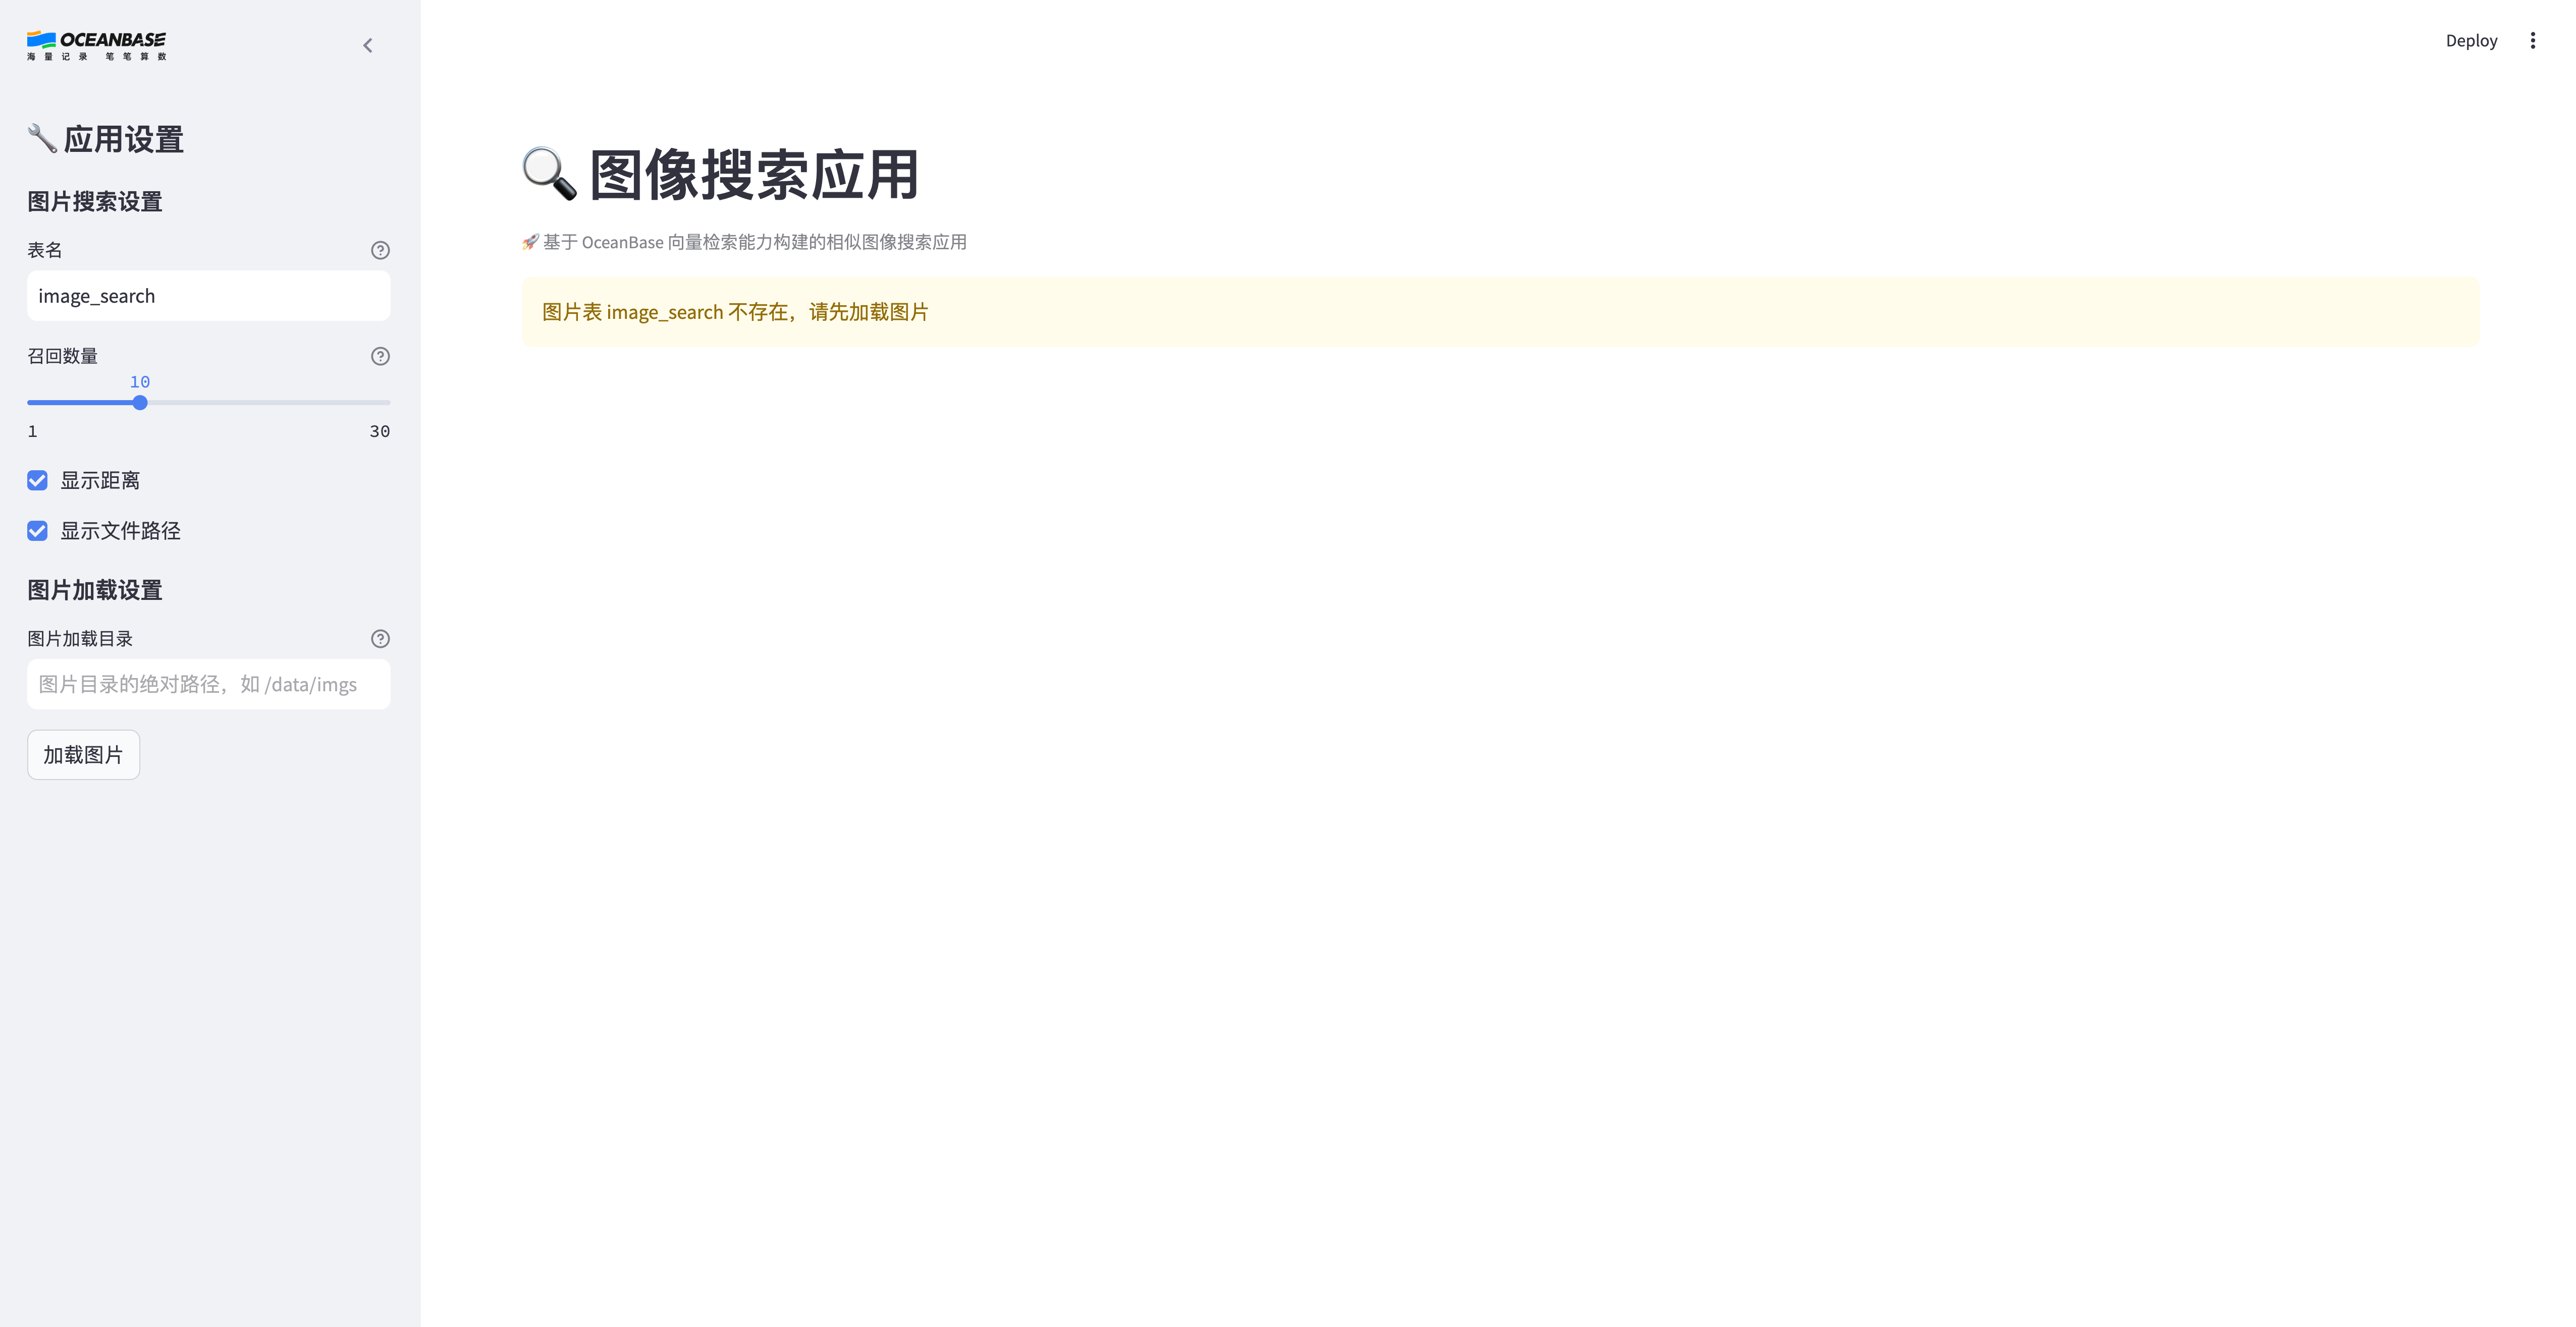 OCEANBASE
海量记录 笔笔算数
应用设置
图片搜索设置
表名
image_search
召回数量
10
1
30
显示距离
显示文件路径
图片加载设置
图片加载目录
图片目录的绝对路径，如 /data/imgs
加载图片
Deploy
图像搜索应用
基于 OceanBase 向量检索能力构建的相似图像搜索应用
图片表 image_search 不存在，请先加载图片